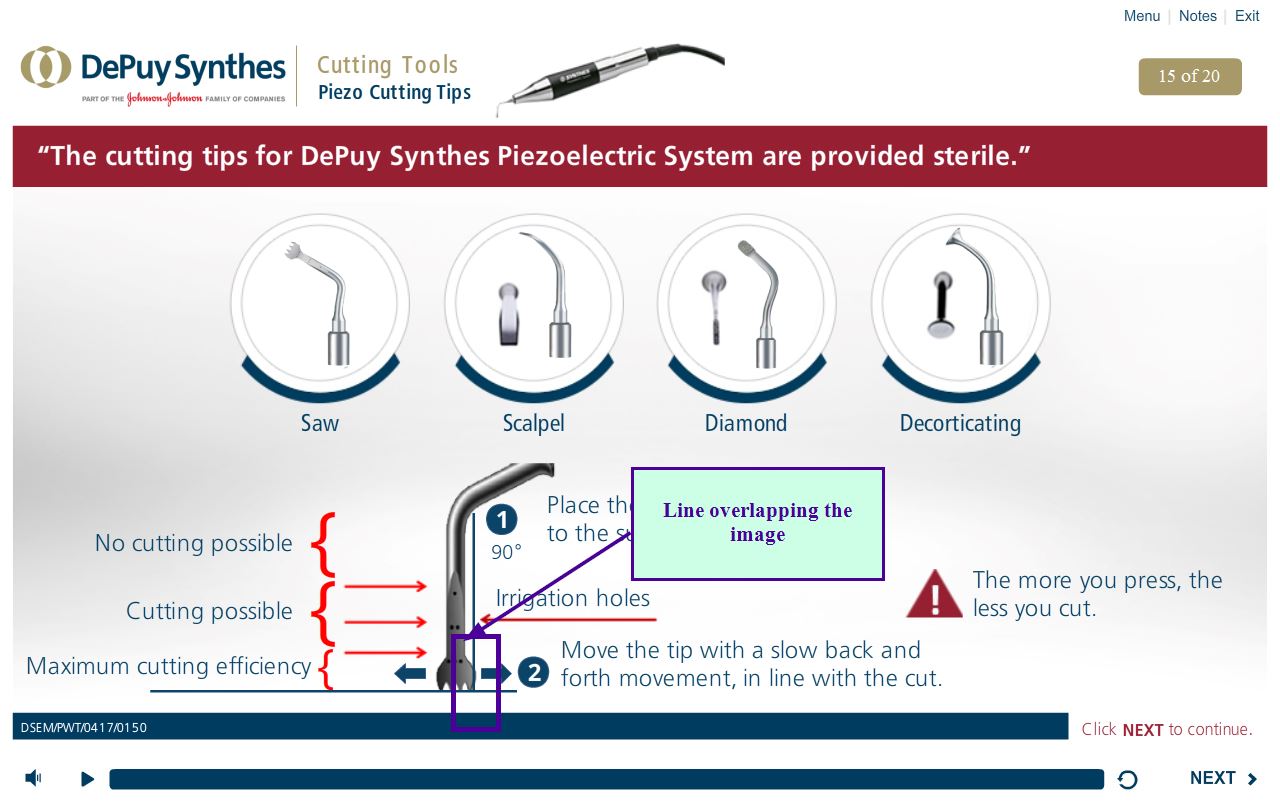 Menu | Notes | Exit
DePuy Synthes
PART OF THE Johnson & Johnson FAMILY OF COMPANIES
Cutting Tools
Piezo Cutting Tips
SYNTHES
15 of 20
“The cutting tips for DePuy Synthes Piezoelectric System are provided sterile.”
Saw
Scalpel
Diamond
Decorticating
No cutting possible
Cutting possible
Maximum cutting efficiency
1
90°
Place
to the
Line overlapping the
image
Irrigation holes
2
Move the tip with a slow back and
forth movement, in line with the cut.
!
The more you press, the
less you cut.
DSEM/PWT/0417/0150
Click NEXT to continue.
NEXT